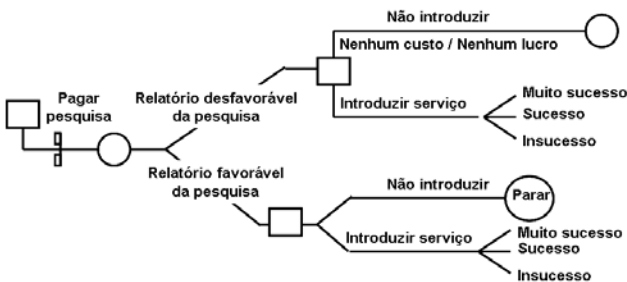 Não introduzir
Nenhum custo / Nenhum lucro
Pagar
pesquisa
Relatório desfavorável
da pesquisa
Introduzir serviço
Muito sucesso
Sucesso
Insucesso
Relatório favorável
da pesquisa
Não introduzir
Parar
Introduzir serviço
Muito sucesso
Sucesso
Insucesso